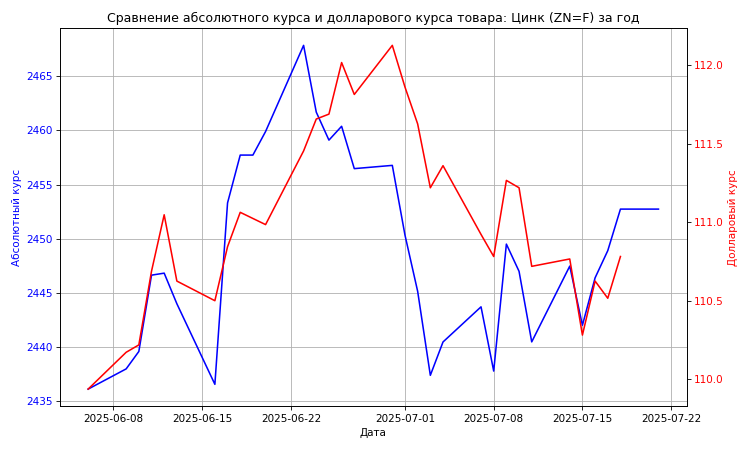 Сравнение абсолютного курса и долларового курса товара: Цинк (ZN=F) за год
Абсолютный курс
2465
2460
2455
2450
2445
2440
2435
112.0
111.5
111.0
110.5
110.0
Долларовый курс
2025-06-08 2025-06-15 2025-06-22 2025-07-01 2025-07-08 2025-07-15 2025-07-22
Дата